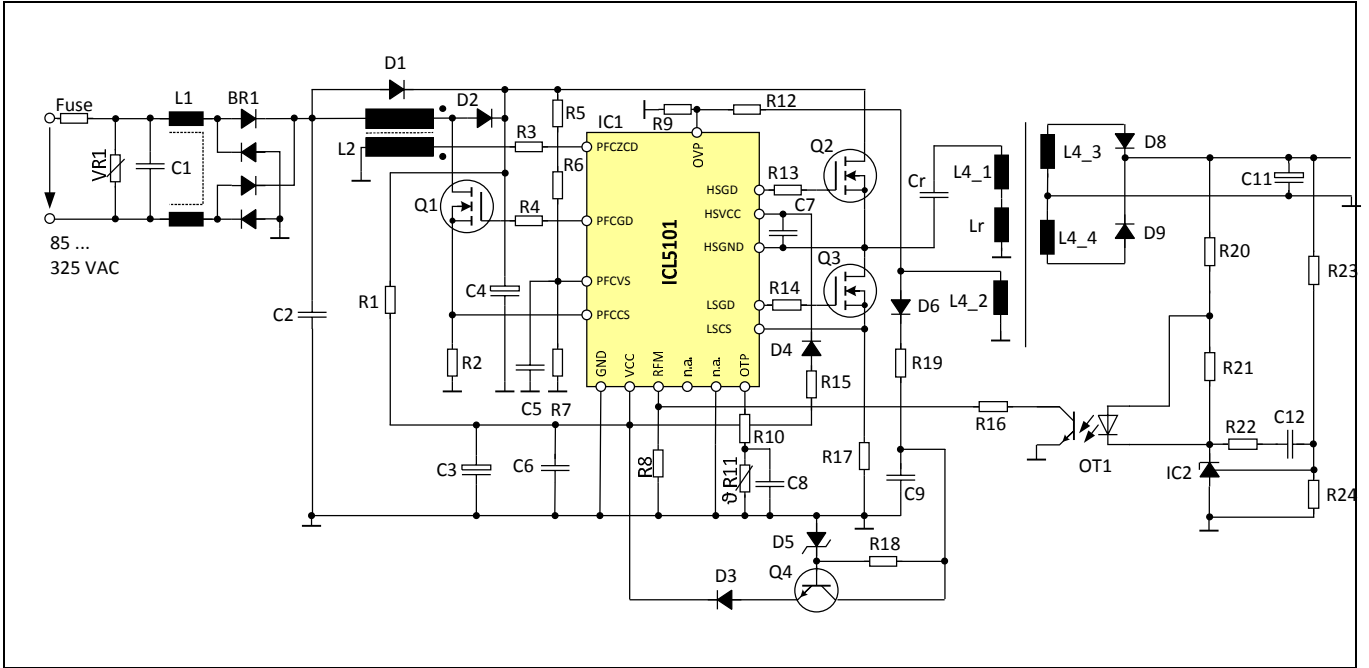 D1
Fuse
L1
BR1
D2
R5
IC1
R9
R12
VR1
C1
L2
R3
PFCZCD
OVP
Q2
L4_3
D8
R6
HSGD
R13
Cr
L4_1
C11
Q1
R4
PFCGD
HSVCC
C7
85 ...
325 VAC
ICL5101
HSGND
Lr
L4_4
D9
R20
R23
Q3
C2
R1
C4
PFCVS
LSGD
R14
D6
L4_2
PFCCS
LSCS
R2
D4
R19
GND
VCC
RFM
n.a.
n.a.
OTP
R15
R21
C5
R7
R16
R10
C3
C6
R8
ϑ R11
C8
R17
C9
OT1
R22
C12
IC2
R24
D5
R18
Q4
D3